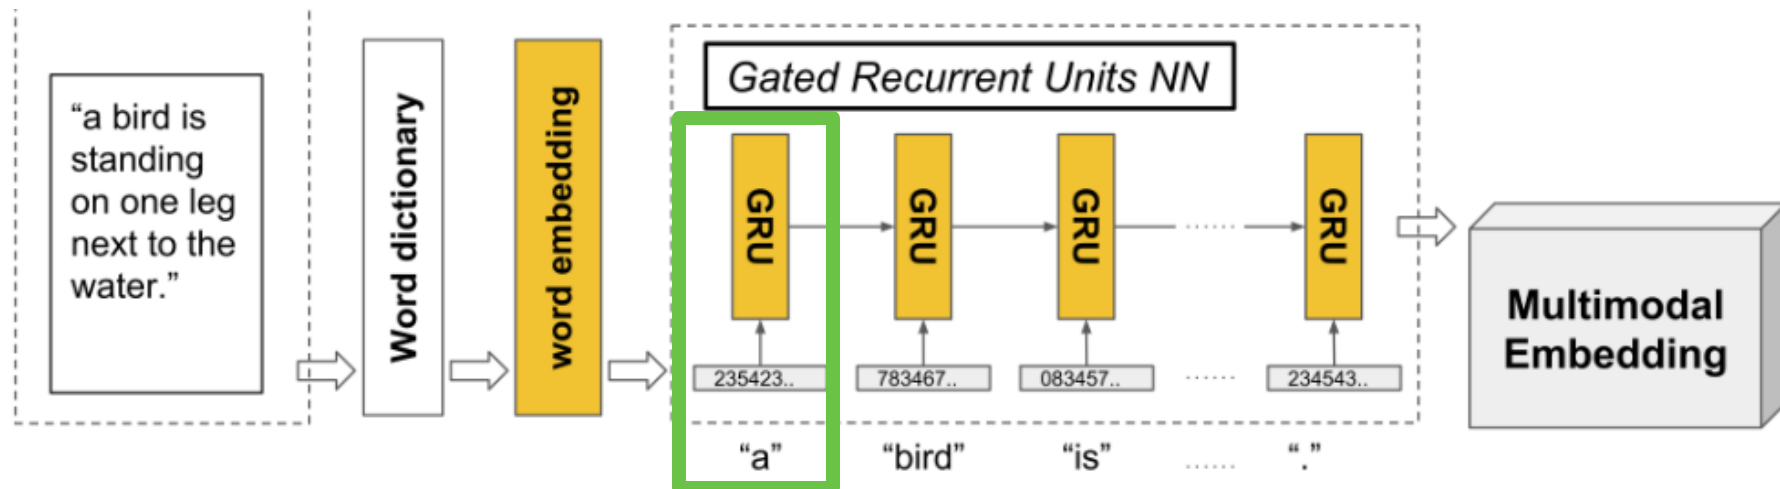 “a bird is
standing
on one leg
next to the
water.”
Word dictionary
word embedding
Gated Recurrent Units NN
GRU
GRU
GRU
......
GRU
235423..
783467..
083457..
......
234543..
“a”
“bird”
“is”
......
“.”
Multimodal
Embedding